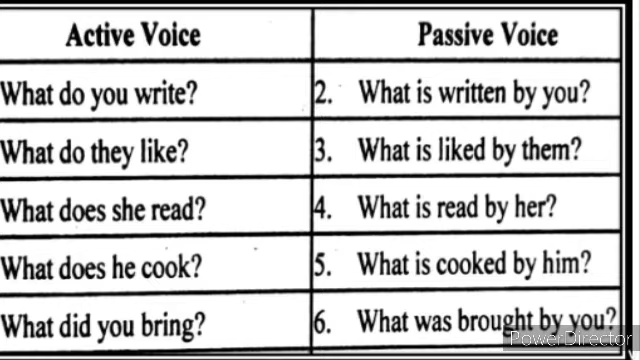 Active Voice Passive Voice
What do you write? 2. What is written by you?
What do they like? 3. What is liked by them?
What does she read? 4. What is read by her?
What does he cook? 5. What is cooked by him?
What did you bring? 6. What was brought by you?
PowerDirector